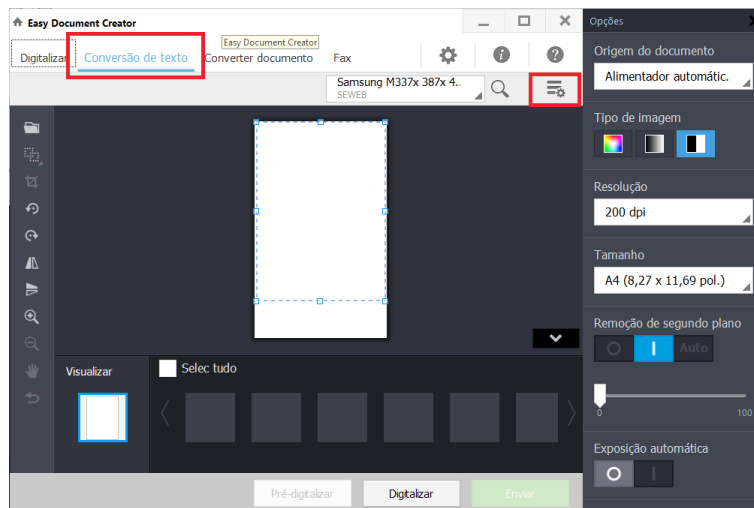 Easy Document Creator
Opções
Easy Document Creator
Digitalizar Conversão de texto Converter documento Fax
Samsung M337x 387x 4..
SEWEB
Origem do documento
Alimentador automátic.
Tipo de imagem
Resolução
200 dpi
Tamanho
A4 (8,27 x 11,69 pol.)
Remoção de segundo plano
Auto
0 100
Exposição automática
Visualizar
Selec tudo
Pré-digitalizar Digitalizar Enviar